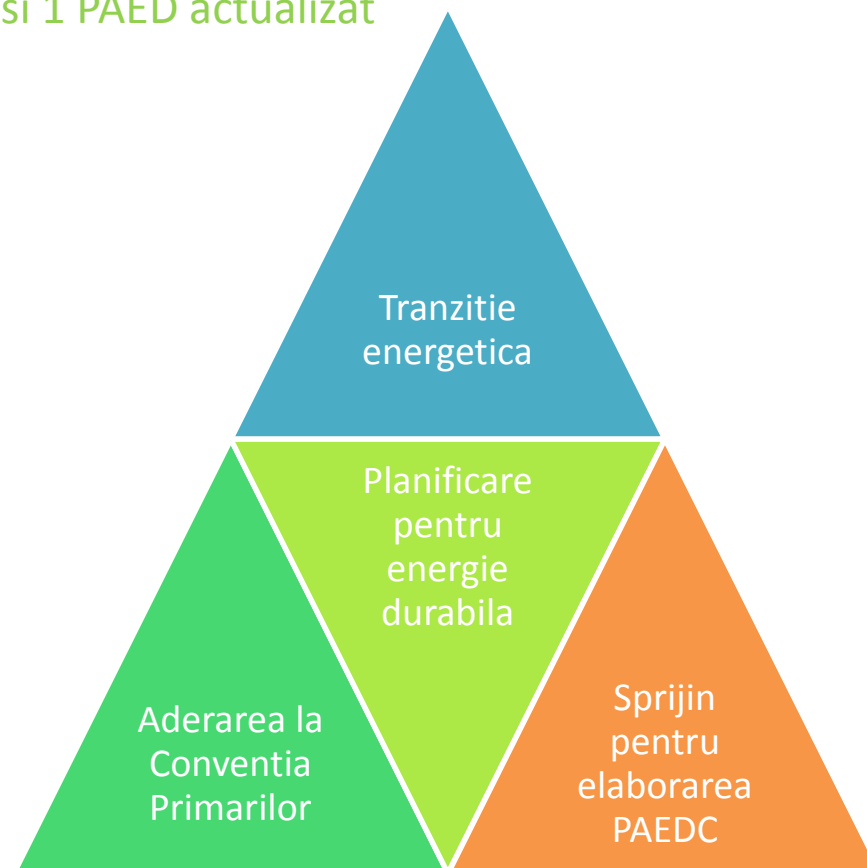 si 1 PAED actualizat
Tranzitie
energetica
Planificare
pentru
energie
durabila
Aderarea la
Conventia
Primarilor
Sprijin
pentru
elaborarea
PAEDC